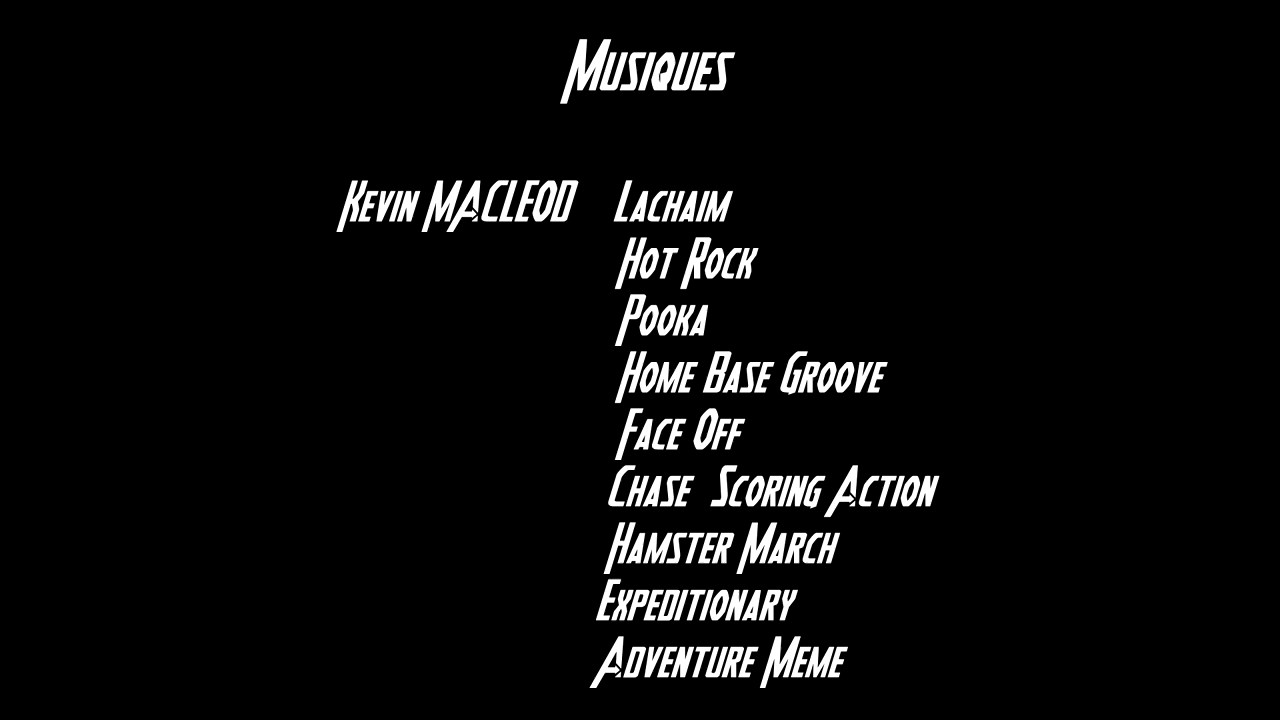 Musiques
Kevin MACLEOD Lachaim
Hot Rock
Pooka
Home Base Groove
Face Off
Chase Scoring Action
Hamster March
Expeditionary
Adventure Meme